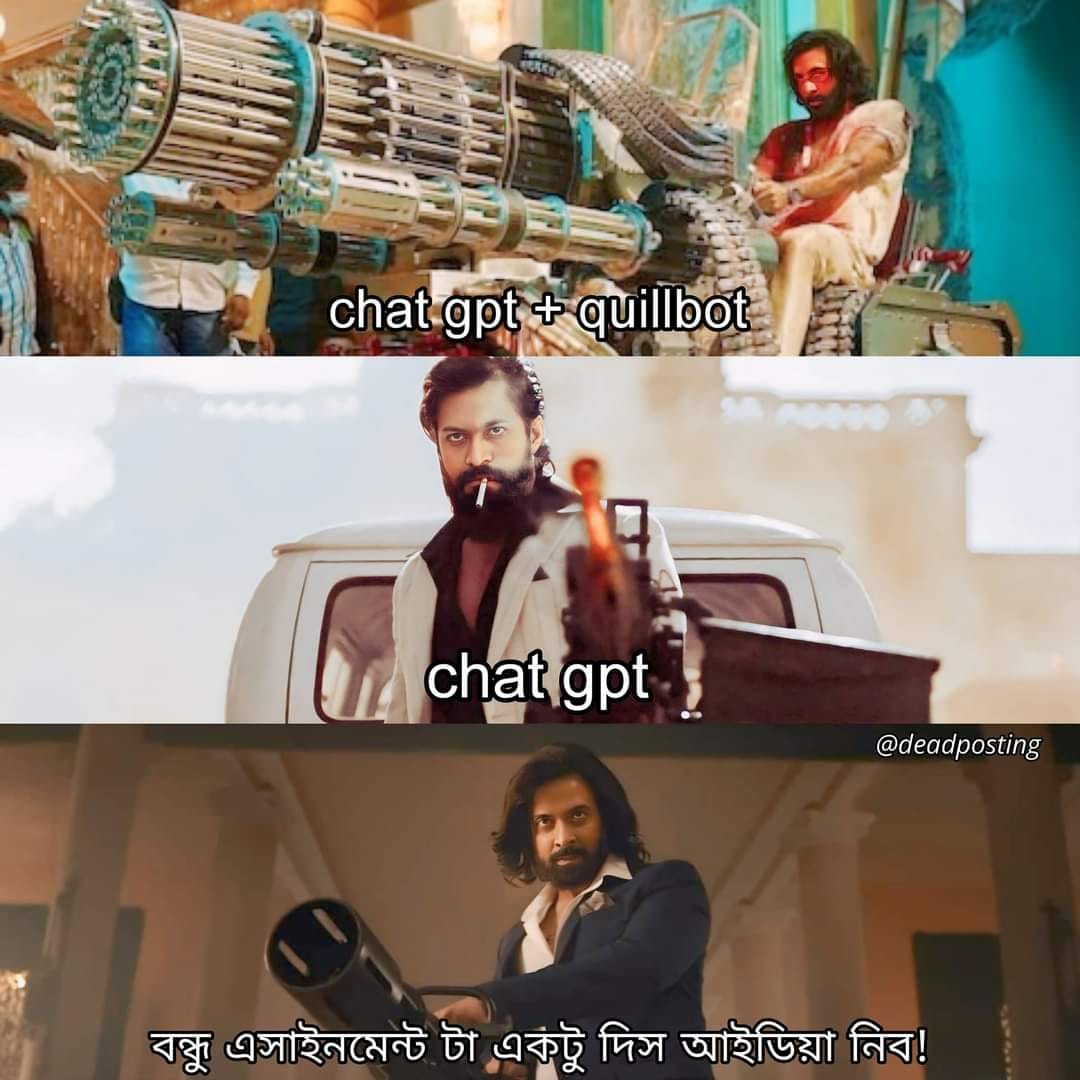 chat gpt + quillbot
chat gpt
@deadposting
বন্ধু এসাইনমেন্ট টা একটু দিস আইডিয়া নিব!